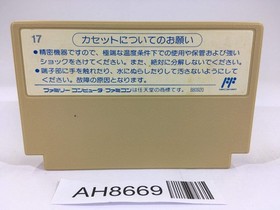 17
カセットについてのお願い
●精密機器ですので、極端な温度条件下での使用や保管および強い
ショックをさけてください。また、絶対に分解しないでください。
●端子部に手を触れたり、水にぬらしたりして汚さないようにして
ください。故障の原因となります。
ファミリーコンピュータ・ファミコンは任天堂の商標です。
AH8669